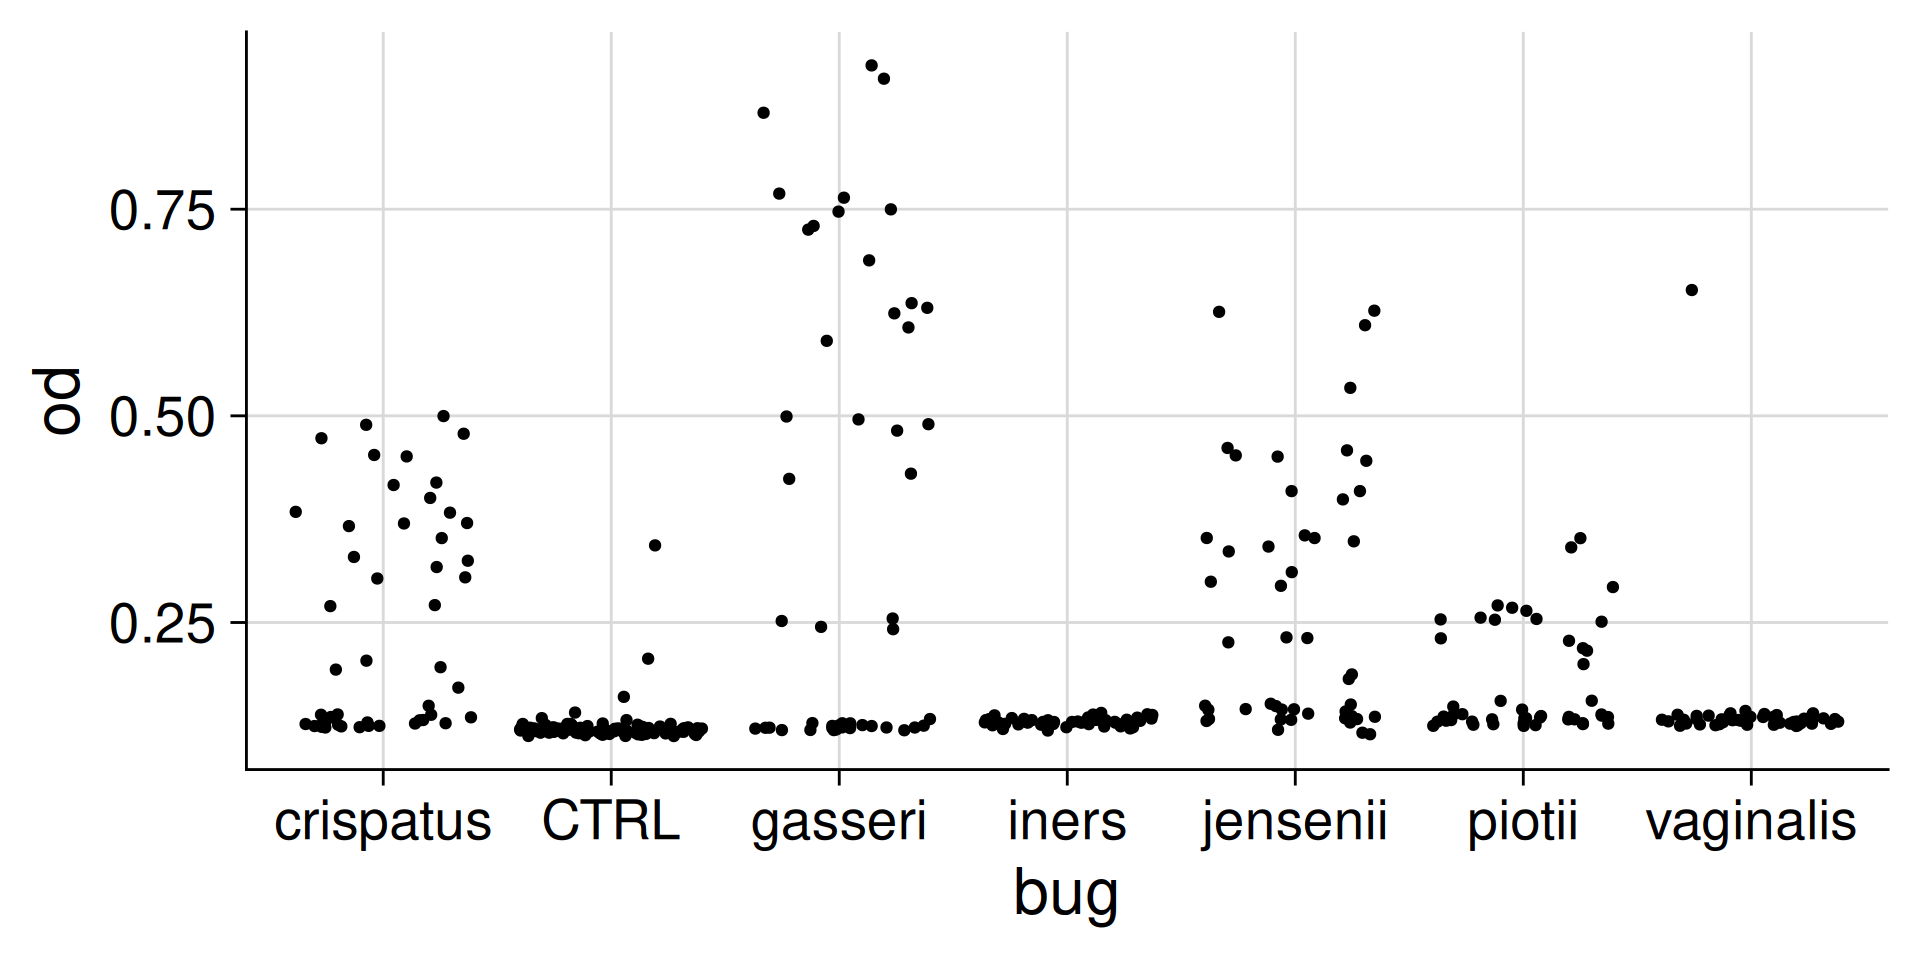 od
0.75
0.50
0.25
crispatus CTRL gasseri iners jensenii piotii vaginalis
bug